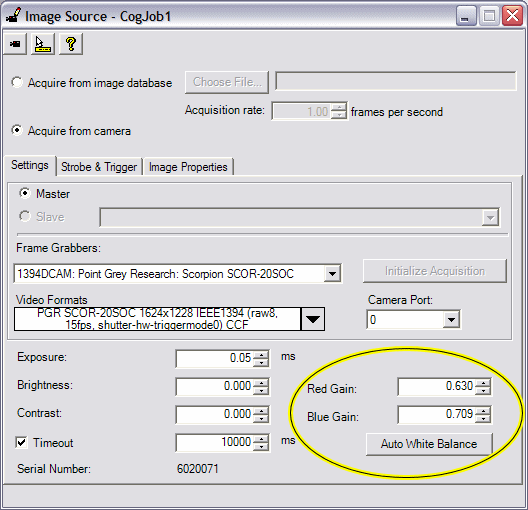 Image Source - CogJob1
Acquire from image database
Choose File...
Acquisition rate: 1.00 frames per second
Acquire from camera
Settings Strobe & Trigger Image Properties
Master
Slave
Frame Grabbers:
1394DCAM: Point Grey Research: Scorpion SCOR-20SOC
Initialize Acquisition
Video Formats
Camera Port:
PGR SCOR-20SOC 1624x1228 IEEE1394 (raw8,
15fps, shutter-hw-triggermode0) CCF
0
Exposure: 0.05 ms
Brightness: 0.000
Red Gain: 0.630
Contrast: 0.000
Blue Gain: 0.709
Timeout 10000 ms
Auto White Balance
Serial Number: 6020071